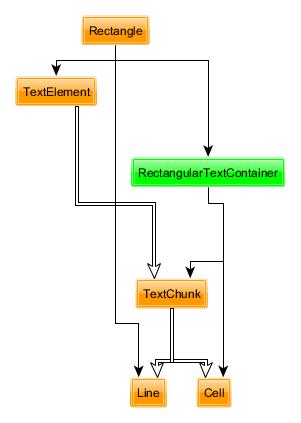 Rectangle
TextElement
RectangularTextContainer
TextChunk
Line
Cell